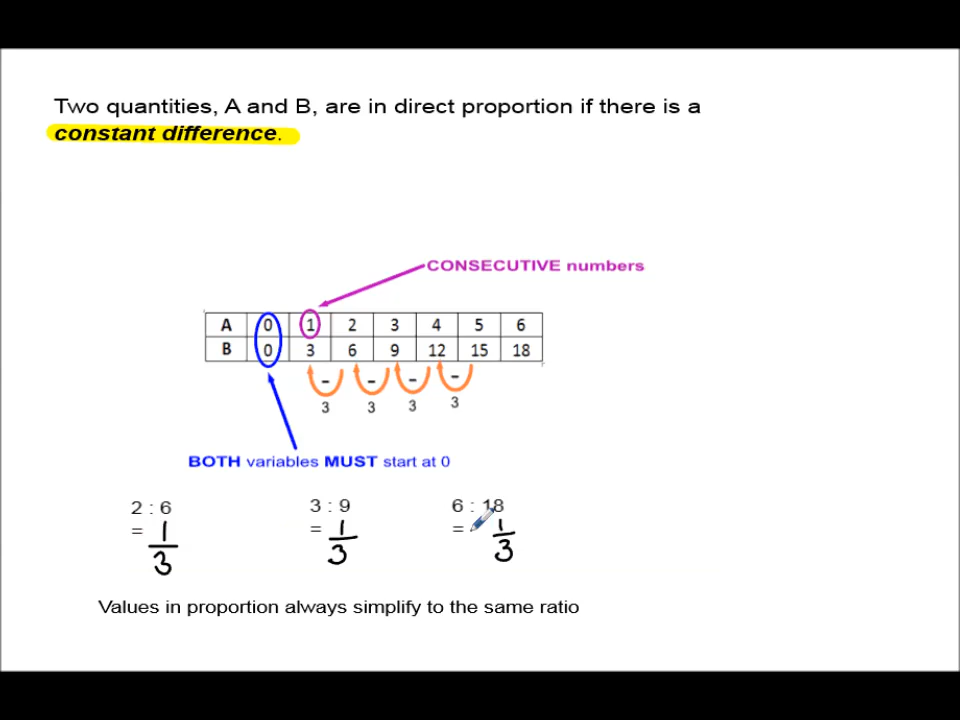 Two quantities, A and B, are in direct proportion if there is a
constant difference.
CONSECUTIVE numbers
A 0 1 2 3 4 5 6
B 0 3 6 9 12 15 18
- - - -
3 3 3 3
BOTH variables MUST start at 0
2 : 6 3 : 9 6 : 18
= 1/3 = 1/3 = 1/3
Values in proportion always simplify to the same ratio